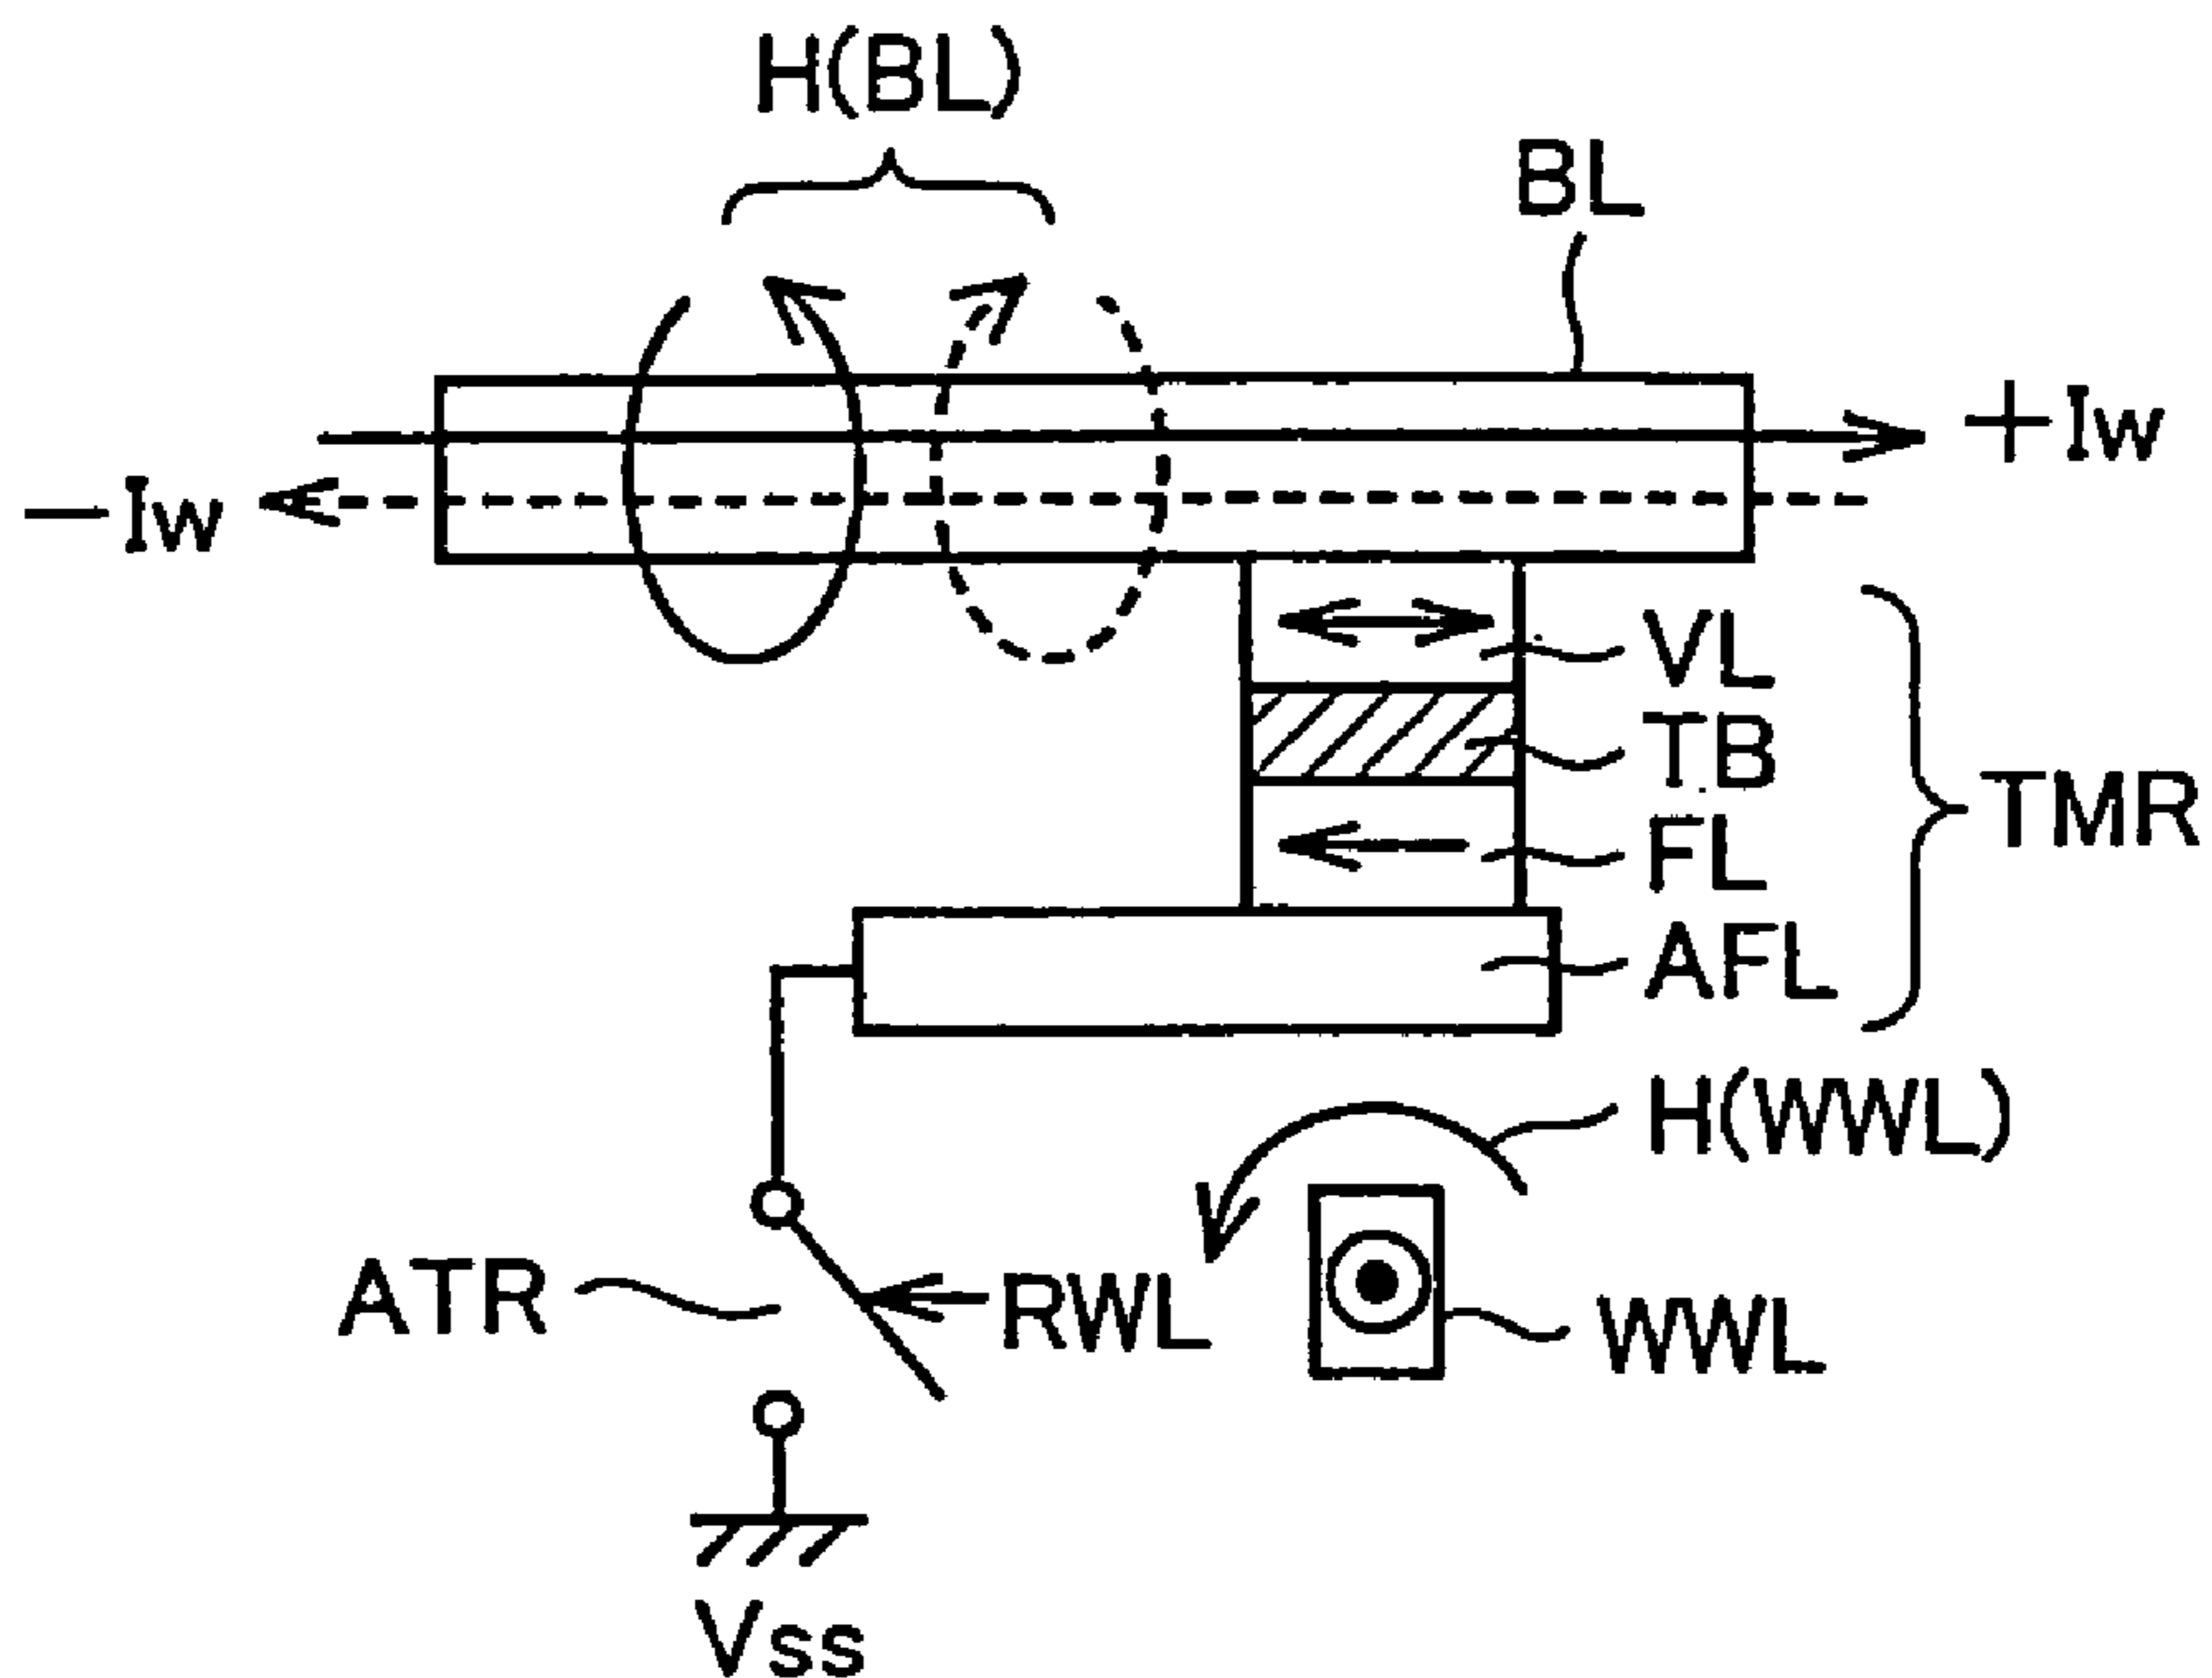 H(BL)
BL
+Iw
−Iw
VL
TB
FL
AFL
TMR
H(WWL)
ATR
RWL
WWL
Vss